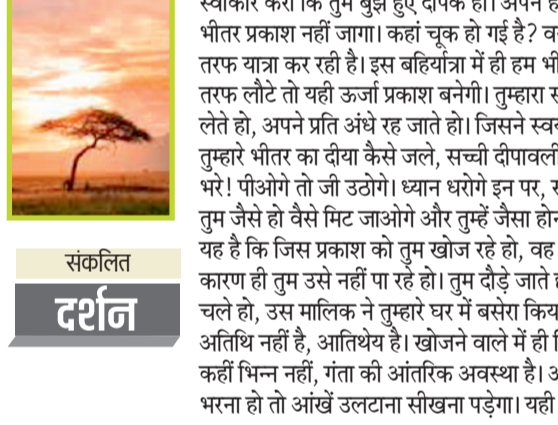 संकलित
दर्शन
स्वीकार करो कि तुम बुझे हुए दीपक हो। अपने
भीतर प्रकाश नहीं जागा। कहां चूक हो गई है?
तरफ यात्रा कर रही है। इस बहिर्यात्रा में ही हम
तरफ लौटे तो यही ऊर्जा प्रकाश बनेगी। तुम्हारा
लेते हो, अपने प्रति अंधे रह जाते हो। जिसने
तुम्हारे भीतर का दीया कैसे जले, सच्ची दीपावली
भरे! पीओगे तो जी उठोगे। ध्यान धरोगे इन पर,
तुम जैसे हो वैसे मिट जाओगे और तुम्हें जैसा
यह है कि जिस प्रकाश को तुम खोज रहे हो, वह
कारण ही तुम उसे नहीं पा रहे हो। तुम दौड़े जाते
चले हो, उस मालिक ने तुम्हारे घर में बसेरा
अतिथि नहीं है, आतिथेय है। खोजने वाले में ही
कहीं भिन्न नहीं, गंता की आंतरिक अवस्था है।
भरना हो तो आंखें उलटाना सीखना पड़ेगा। यही